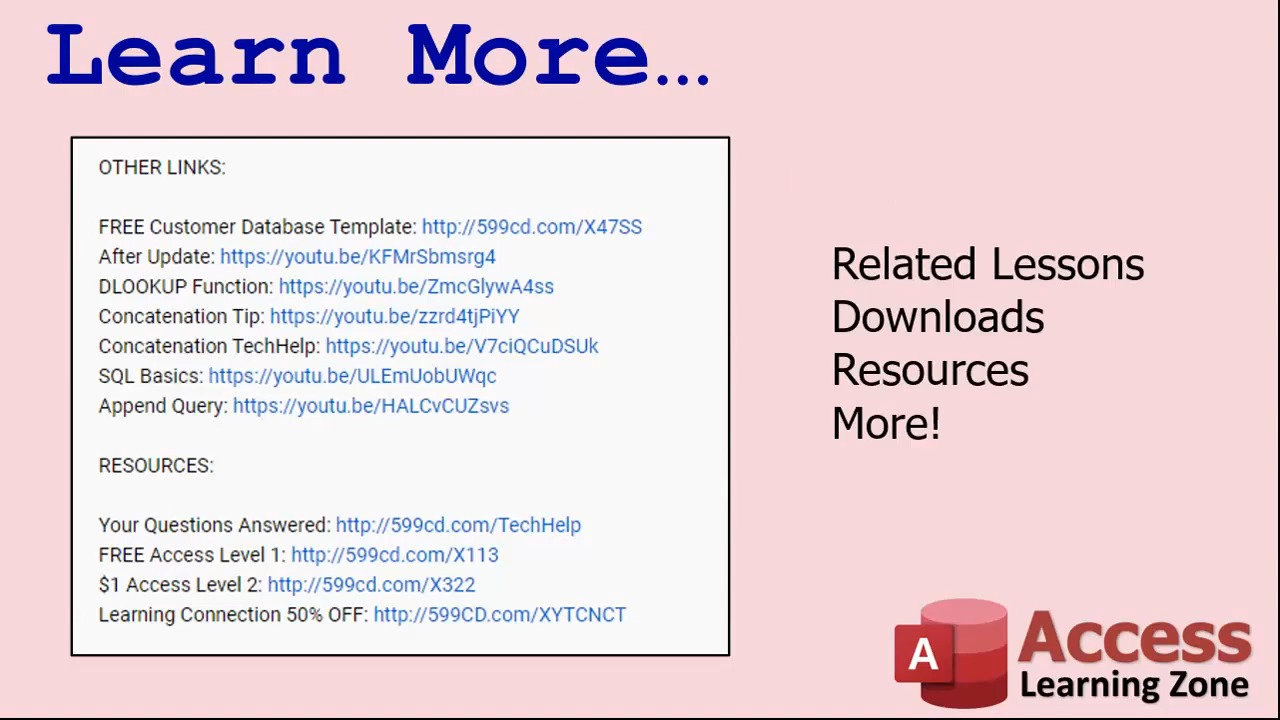 Learn More...
OTHER LINKS:
FREE Customer Database Template: http://599cd.com/X47SS
After Update: https://youtu.be/KFMrSbmsrg4
DLOOKUP Function: https://youtu.be/ZmcGlywA4ss
Concatenation Tip: https://youtu.be/zzrd4tjPiYY
Concatenation TechHelp: https://youtu.be/V7ciQCuDSUk
SQL Basics: https://youtu.be/ULEmUobUWqc
Append Query: https://youtu.be/HALCvCUZsvs
RESOURCES:
Your Questions Answered: http://599cd.com/TechHelp
FREE Access Level 1: http://599cd.com/X113
$1 Access Level 2: http://599cd.com/X322
Learning Connection 50% OFF: http://599CD.com/XYTCNCT
Related Lessons
Downloads
Resources
More!
A
Access
Learning Zone